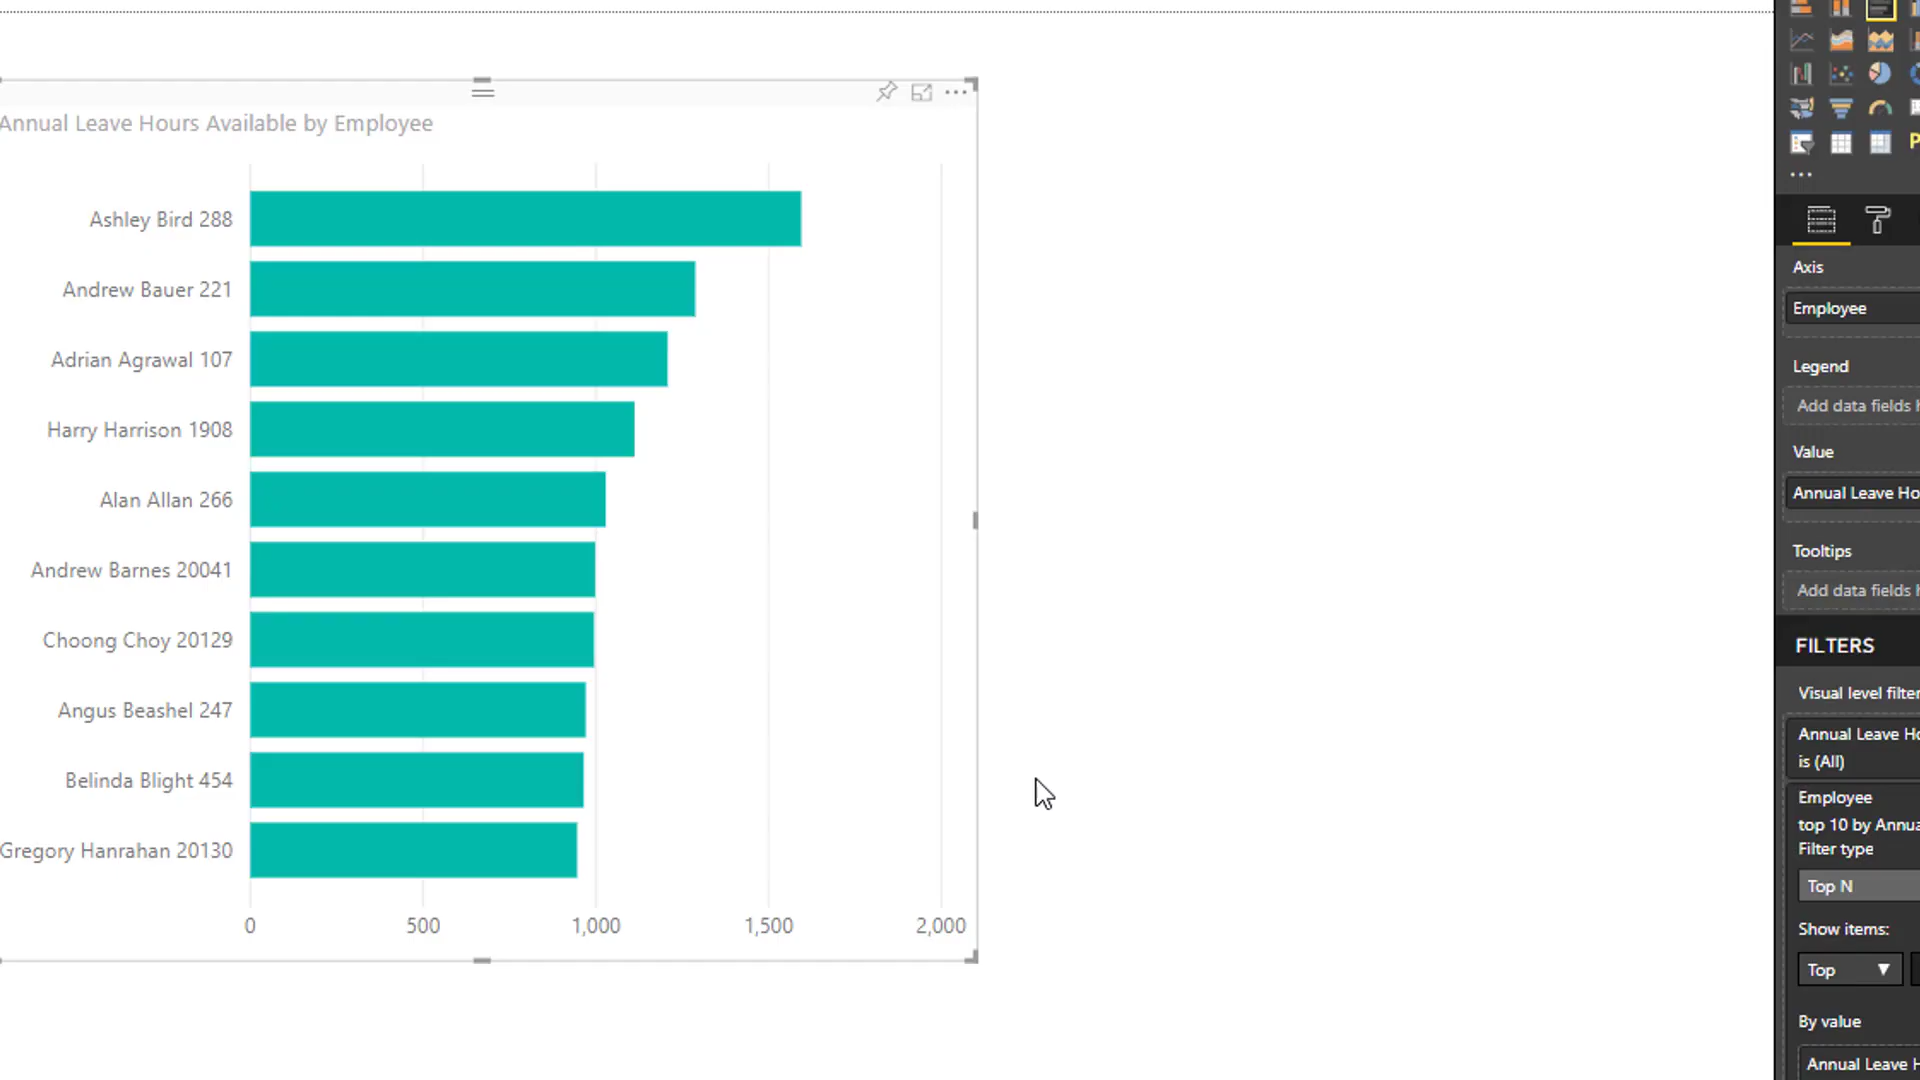 Annual Leave Hours Available by Employee
Ashley Bird 288
Andrew Bauer 221
Adrian Agrawal 107
Harry Harrison 1908
Alan Allan 266
Andrew Barnes 20041
Choong Choy 20129
Angus Beashel 247
Belinda Blight 454
Gregory Hanrahan 20130
0 500 1,000 1,500 2,000
Axis
Employee
Legend
Add data fields h
Value
Annual Leave Ho
Tooltips
Add data fields h
FILTERS
Visual level filter
Annual Leave Ho
is (All)
Employee
top 10 by Annua
Filter type
Top N
Show items:
Top
By value
Annual Leave H